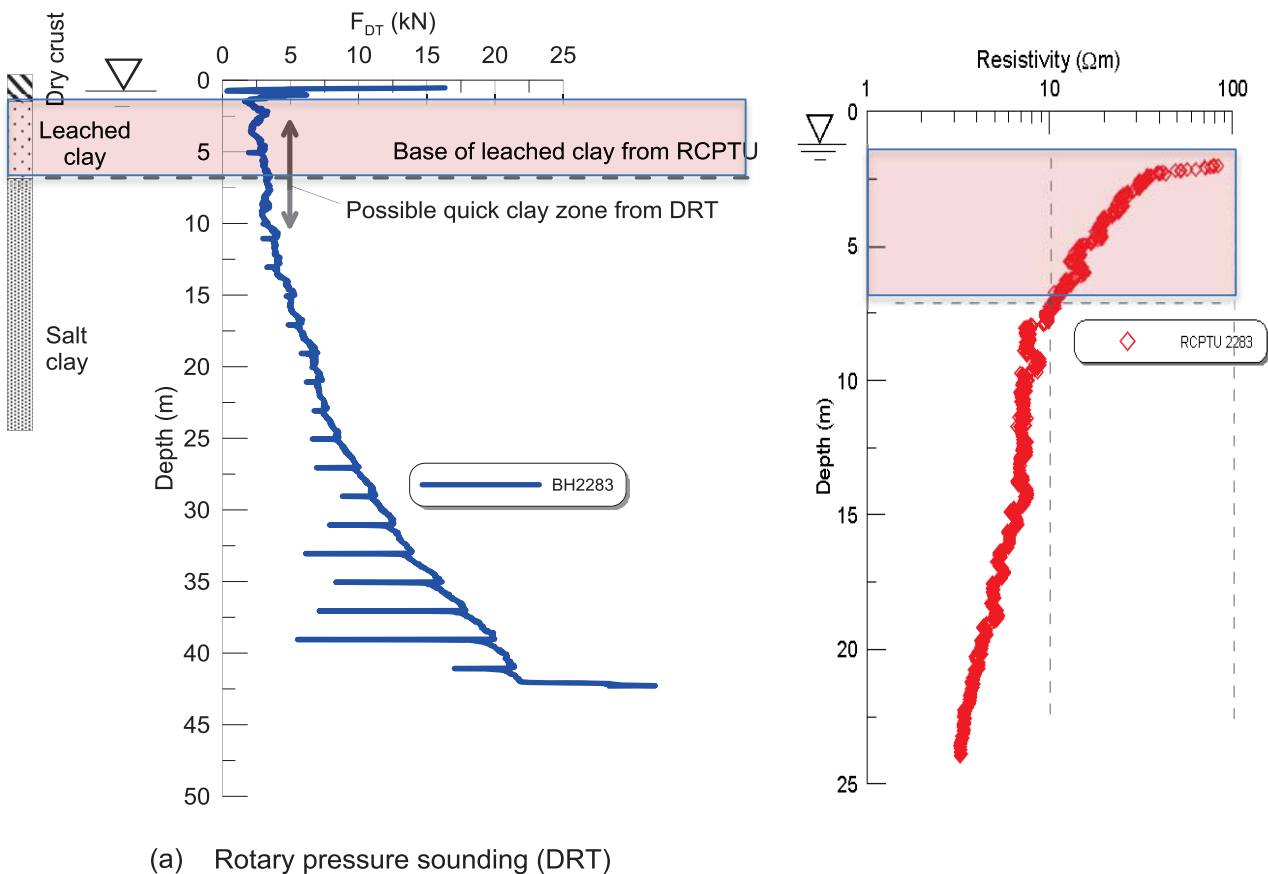 F_DT (kN)
0 5 10 15 20 25
Dry crust
Leached
clay
Salt
clay
0
5
10
15
20
25
30
35
40
45
50
Depth (m)
Base of leached clay from RCPTU
Possible quick clay zone from DRT
BH2283
(a) Rotary pressure sounding (DRT)
Resistivity (Ωm)
1 10 100
0
5
10
15
20
25
Depth (m)
RCPTU 2283